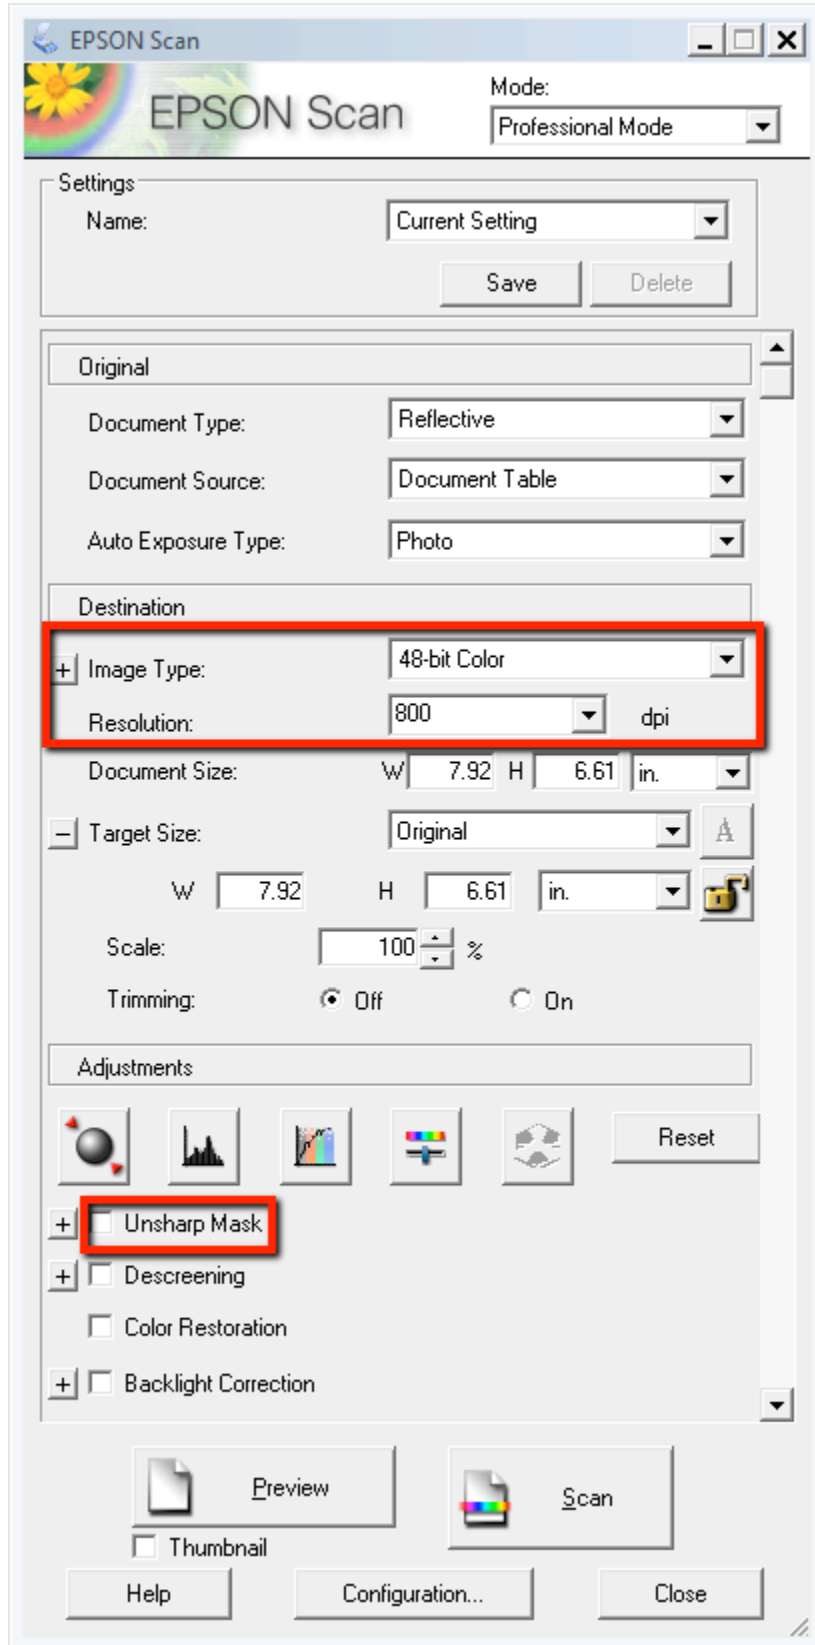 EPSON Scan
EPSON Scan
Mode:
Professional Mode
Settings
Name: Current Setting
Save Delete
Original
Document Type: Reflective
Document Source: Document Table
Auto Exposure Type: Photo
Destination
+ Image Type: 48-bit Color
Resolution: 800 dpi
Document Size: W 7.92 H 6.61 in.
− Target Size: Original A
W 7.92 H 6.61 in.
Scale: 100 %
Trimming: Off On
Adjustments
Reset
+ Unsharp Mask
+ Descreening
Color Restoration
+ Backlight Correction
Preview Scan
Thumbnail
Help Configuration... Close